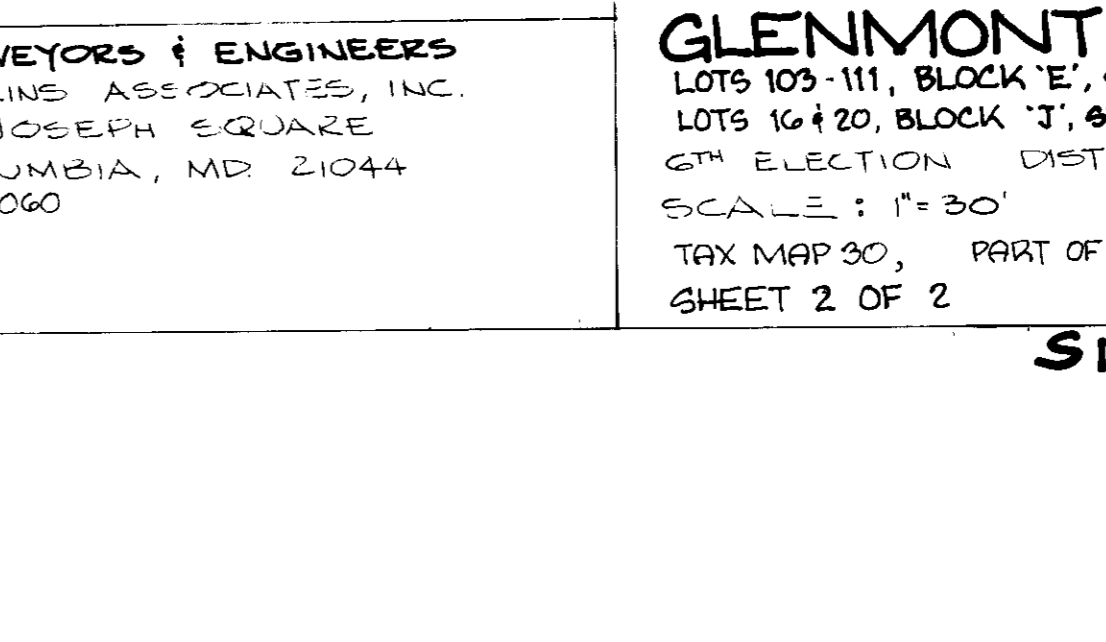 VEYORS & ENGINEERS
LINS ASSOCIATES, INC.
JOSEPH SQUARE
UMBIA, MD. 21044
060
GLENMONT
LOTS 103-111, BLOCK 'E',
LOTS 16 & 20, BLOCK 'J', S
6TH ELECTION DIST
SCALE : 1"= 30'
TAX MAP 30, PART OF
SHEET 2 OF 2
S